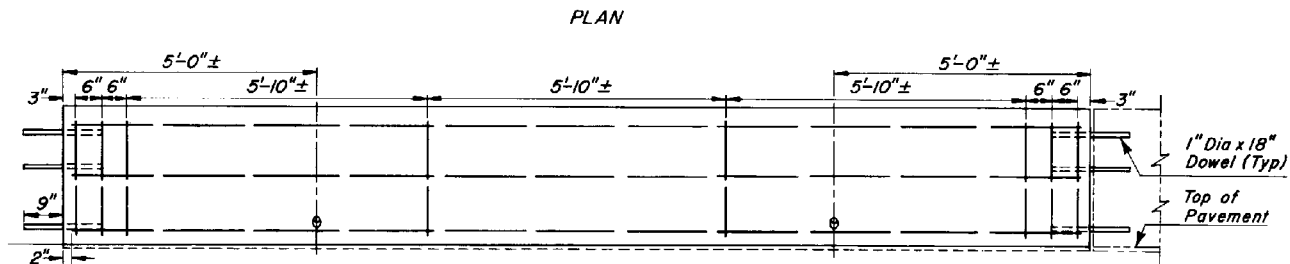 PLAN
5'-0"±
5'-0"±
3"
6"
6"
5'-10"±
5'-10"±
5'-10"±
6"
6"
3"
1" Dia x 18"
Dowel (Typ)
9"
Top of
Pavement
2"